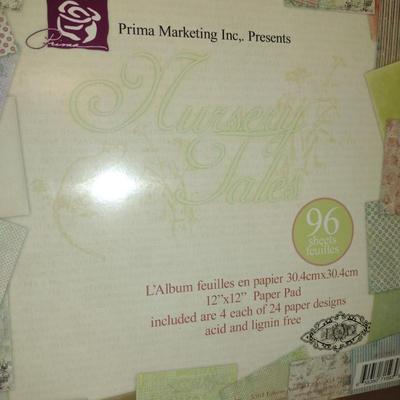 Prima Marketing Inc,. Presents
Prima
Nursery
Tales
96
sheets
feuilles
L'Album feuilles en papier 30.4cmx30.4cm
12"x12" Paper Pad
included are 4 each of 24 paper designs
acid and lignin free